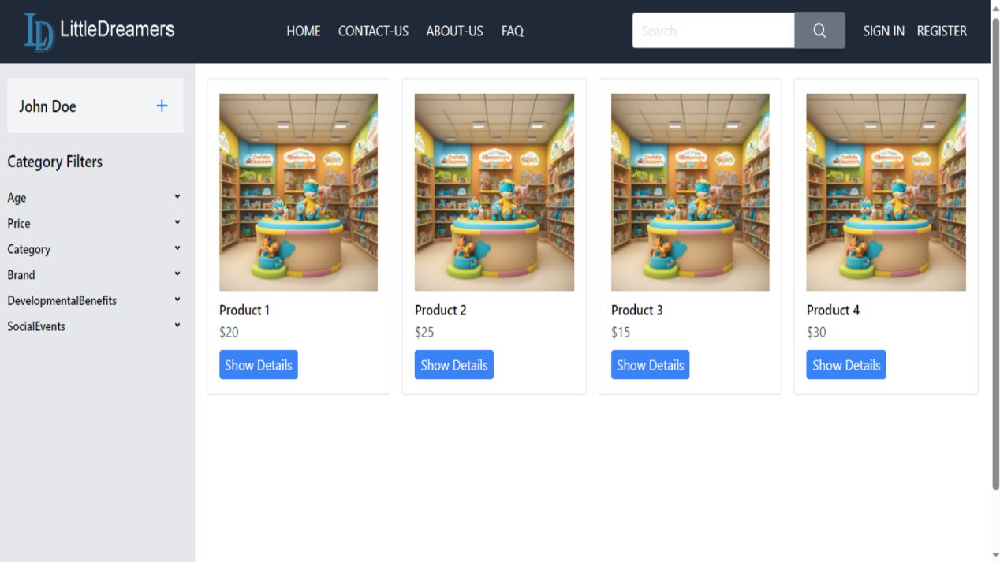 LD LittleDreamers
HOME CONTACT-US ABOUT-US FAQ
Search
SIGN IN REGISTER
John Doe +
Category Filters
Age
Price
Category
Brand
DevelopmentalBenefits
SocialEvents
Product 1
$20
Show Details
Product 2
$25
Show Details
Product 3
$15
Show Details
Product 4
$30
Show Details